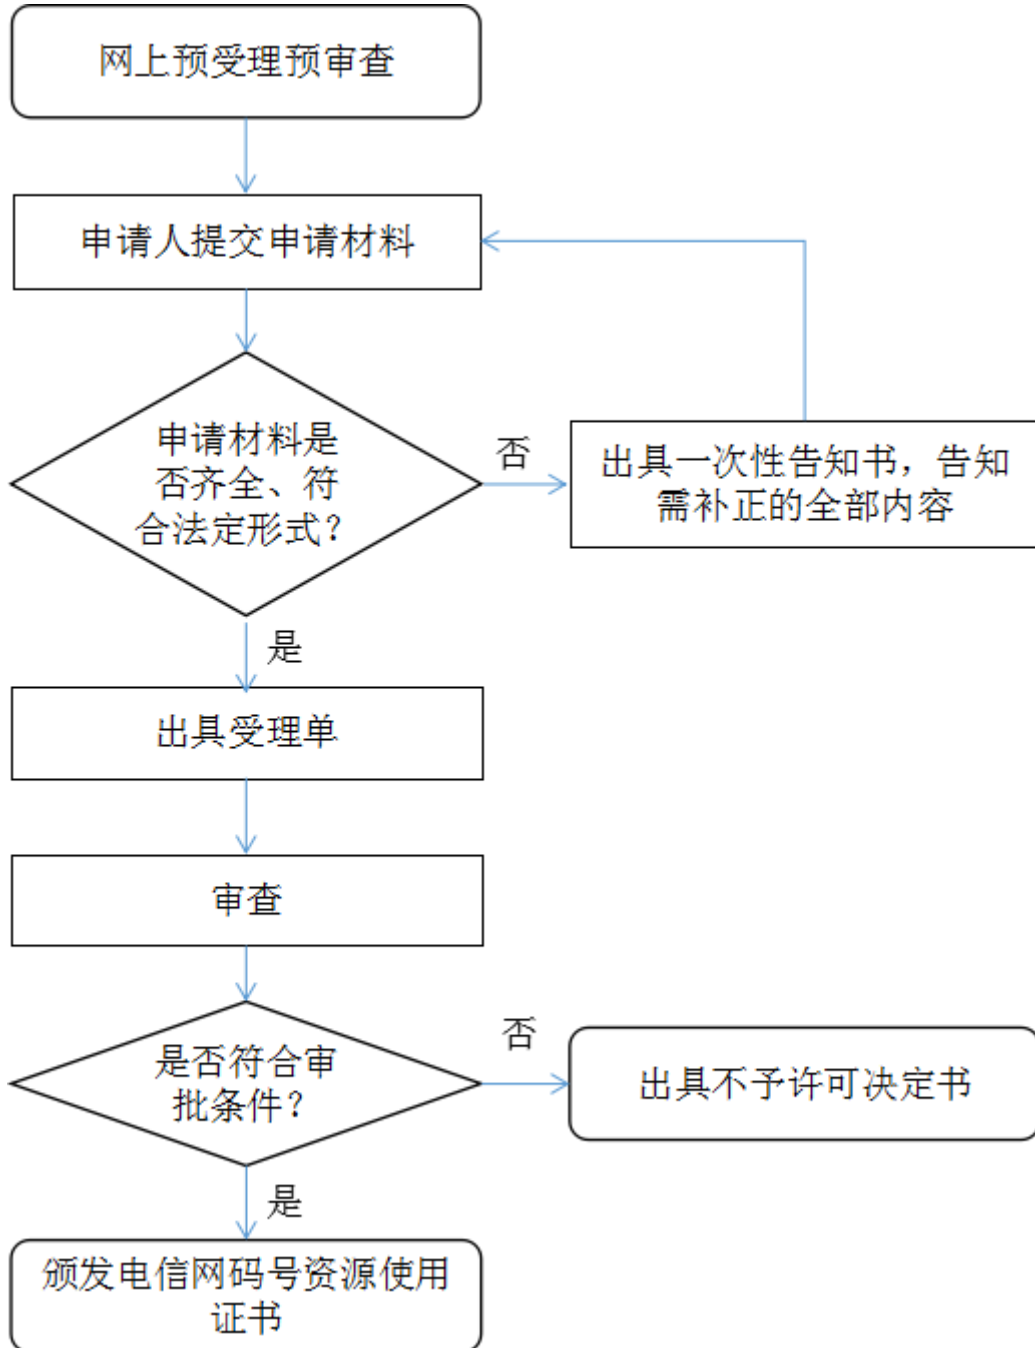 网上预受理预审查
申请人提交申请材料
申请材料是
否齐全、符
合法定形式?
否
出具一次性告知书，告知
需补正的全部内容
是
出具受理单
审查
是否符合审
批条件?
否
出具不予许可决定书
是
颁发电信网码号资源使用
证书